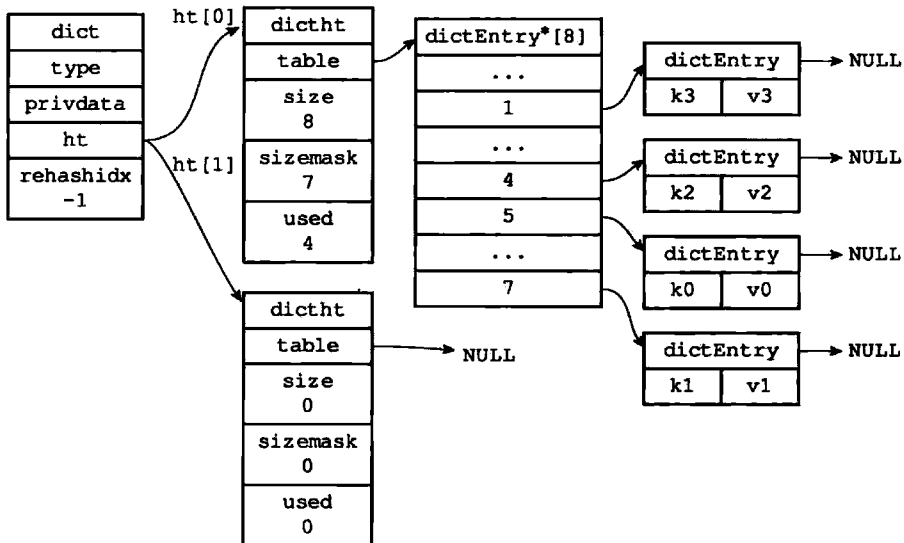 dict
type
privdata
ht
rehashidx
-1
ht[0]
ht[1]
dictht
table
size
8
sizemask
7
used
4
dictht
table
NULL
size
0
sizemask
0
used
0
dictEntry*[8]
...
1
...
4
5
...
7
dictEntry
NULL
k3 v3
dictEntry
NULL
k2 v2
dictEntry
NULL
k0 v0
dictEntry
NULL
k1 v1